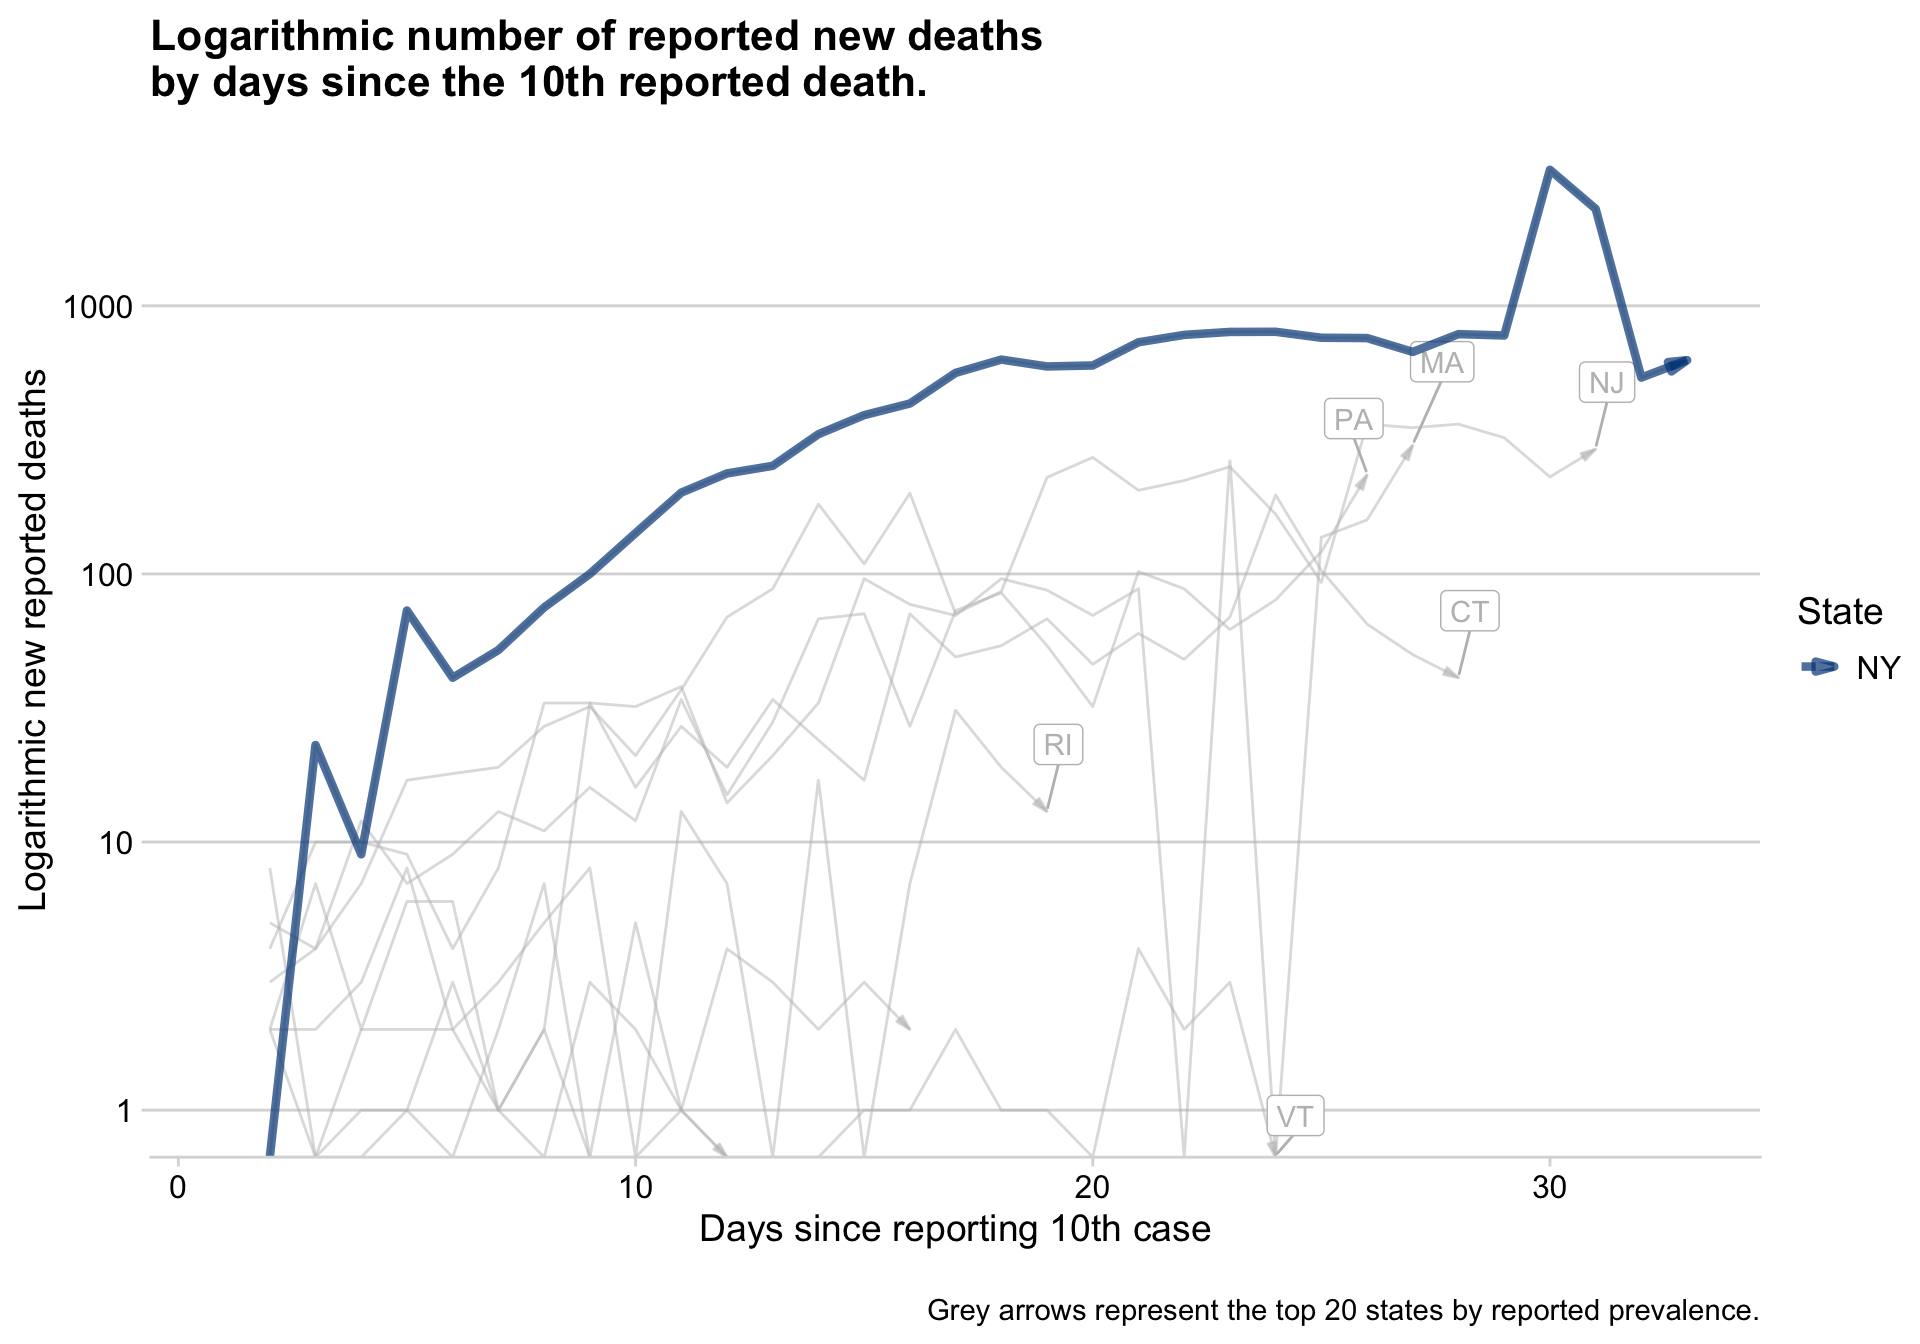 Logarithmic number of reported new deaths
by days since the 10th reported death.
Logarithmic new reported deaths
1000
100
10
1
MA
NJ
PA
CT
RI
VT
State
NY
0
10
20
30
Days since reporting 10th case
Grey arrows represent the top 20 states by reported prevalence.